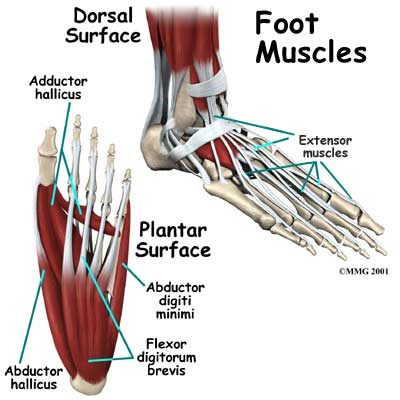 Dorsal
Surface
Foot
Muscles
Adductor
hallicus
Extensor
muscles
Plantar
Surface
©MMG 2001
Abductor
digiti
minimi
Flexor
digitorum
brevis
Abductor
hallicus